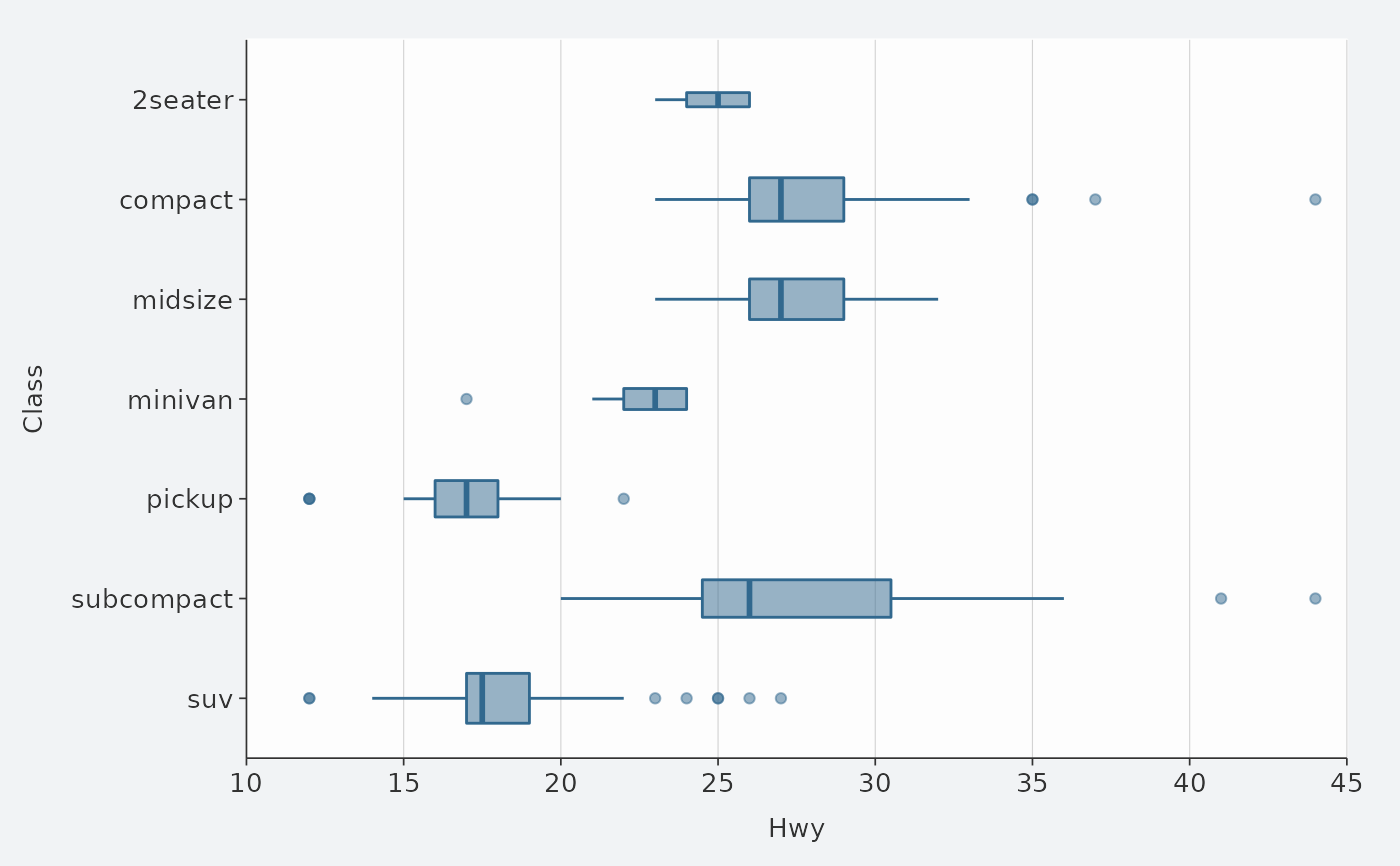 2seater
compact
midsize
minivan
pickup
subcompact
suv
Class
10 15 20 25 30 35 40 45
Hwy